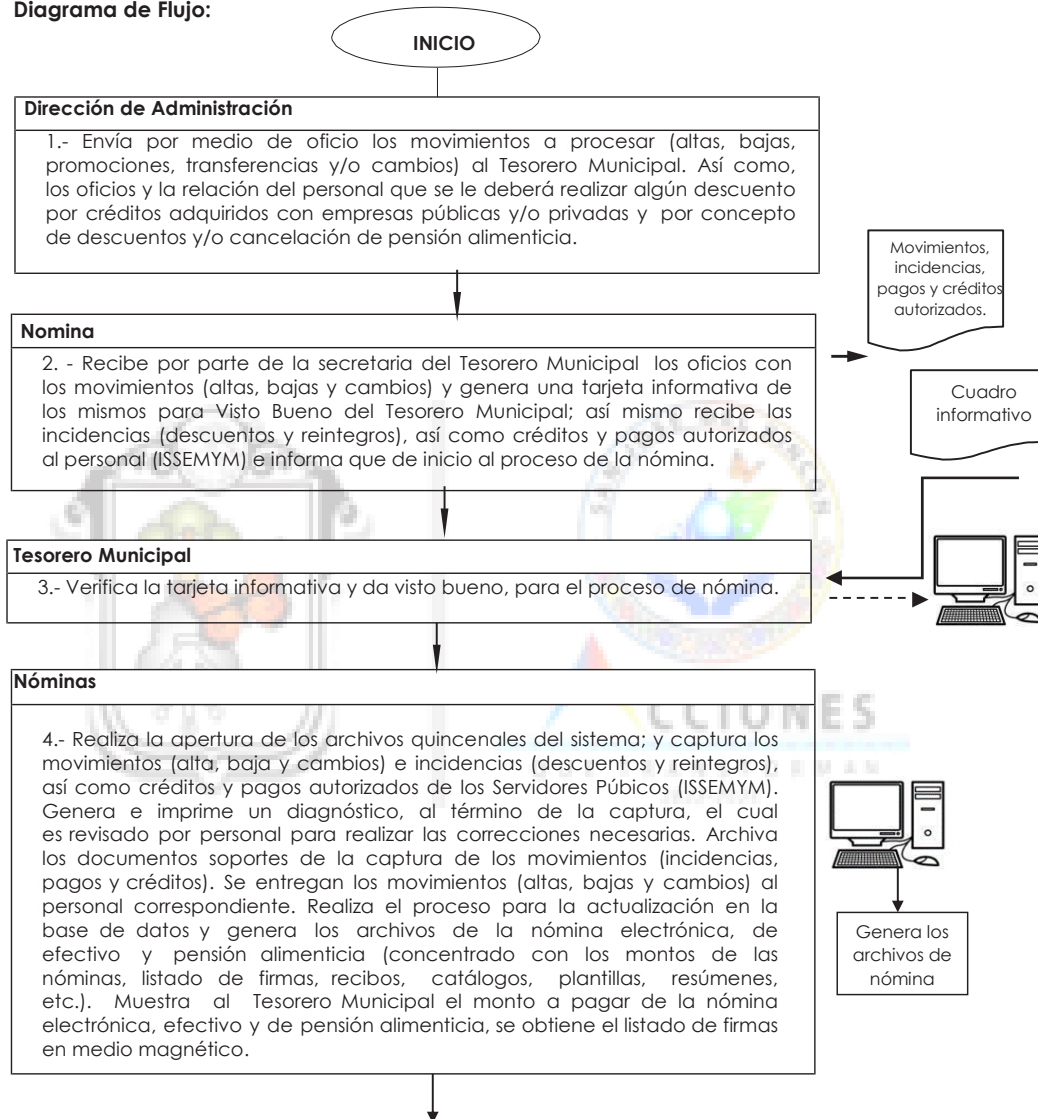 Diagrama de Flujo:
INICIO
Dirección de Administración
1.- Envía por medio de oficio los movimientos a procesar (altas, bajas,
promociones, transferencias y/o cambios) al Tesorero Municipal. Así como,
los oficios y la relación del personal que se le deberá realizar algún descuento
por créditos adquiridos con empresas públicas y/o privadas y por concepto
de descuentos y/o cancelación de pensión alimenticia.
Movimientos,
incidencias,
pagos y créditos
autorizados.
Nomina
2. - Recibe por parte de la secretaria del Tesorero Municipal los oficios con
los movimientos (altas, bajas y cambios) y genera una tarjeta informativa de
los mismos para Visto Bueno del Tesorero Municipal; así mismo recibe las
incidencias (descuentos y reintegros), así como créditos y pagos autorizados
al personal (ISSEMYM) e informa que de inicio al proceso de la nómina.
Cuadro
informativo
Tesorero Municipal
3.- Verifica la tarjeta informativa y da visto bueno, para el proceso de nómina.
Nóminas
4.- Realiza la apertura de los archivos quincenales del sistema; y captura los
movimientos (alta, baja y cambios) e incidencias (descuentos y reintegros),
así como créditos y pagos autorizados de los Servidores Púbicos (ISSEMYM).
Genera e imprime un diagnóstico, al término de la captura, el cual
es revisado por personal para realizar las correcciones necesarias. Archiva
los documentos soportes de la captura de los movimientos (incidencias,
pagos y créditos). Se entregan los movimientos (altas, bajas y cambios) al
personal correspondiente. Realiza el proceso para la actualización en la
base de datos y genera los archivos de la nómina electrónica, de
efectivo y pensión alimenticia (concentrado con los montos de las
nóminas, listado de firmas, recibos, catálogos, plantillas, resúmenes,
etc.). Muestra al Tesorero Municipal el monto a pagar de la nómina
electrónica, efectivo y de pensión alimenticia, se obtiene el listado de firmas
en medio magnético.
Genera los
archivos de
nómina
CCIONES